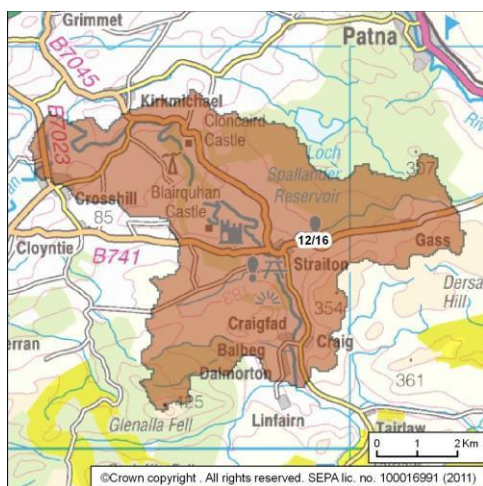 Grimmet
Patna
B7045
Kirkmichael
Cloncaird
Castle
B7023
Loch
Spallander
Reservoir
Blairquhan
Castle
Crosshill
85
Cloyntie
B741
12/16
Gass
Straiton
Dersa
Hill
354
Craigfad
Craig
erran
Balbeg
Dalmorton
361
425
Glenalla Fell
Linfairn
Tairlaw
0 1 2 Km
©Crown copyright . All rights reserved. SEPA lic. no. 100016991 (2011)